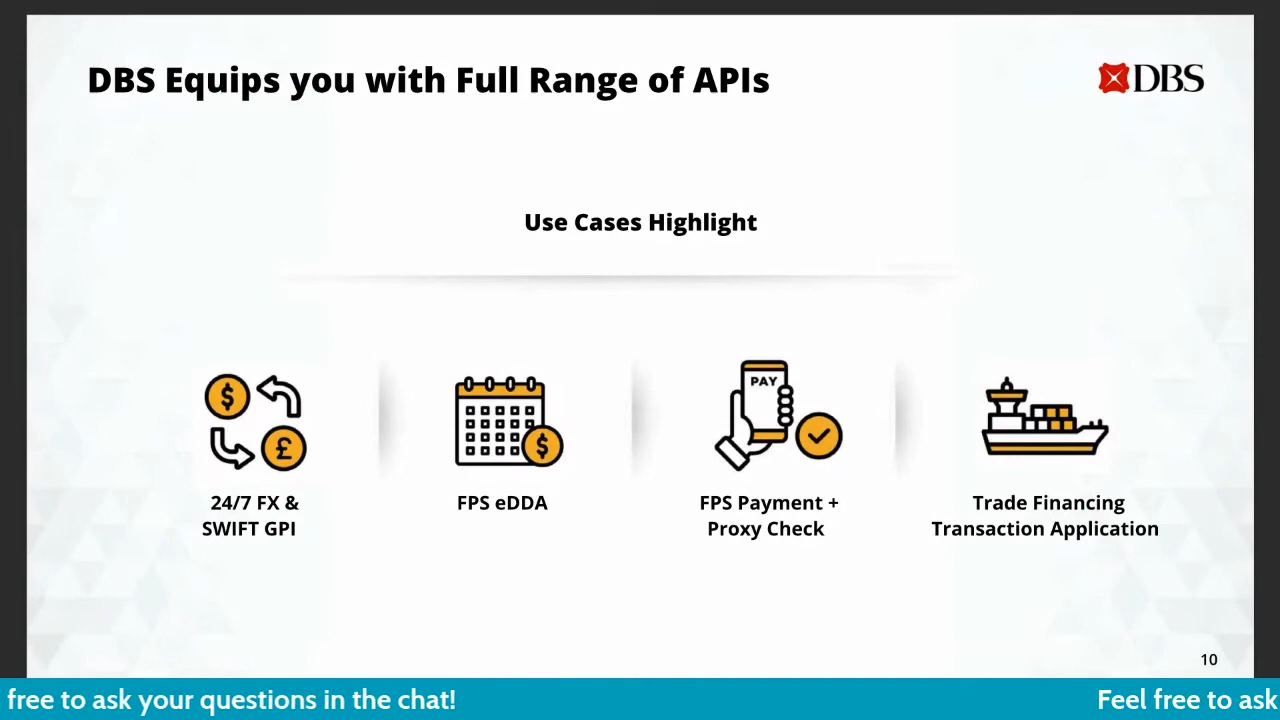 DBS Equips you with Full Range of APIs
DBS
Use Cases Highlight
$
£
$
PAY
24/7 FX &
SWIFT GPI
FPS eDDA
FPS Payment +
Proxy Check
Trade Financing
Transaction Application
10
free to ask your questions in the chat!
Feel free to ask